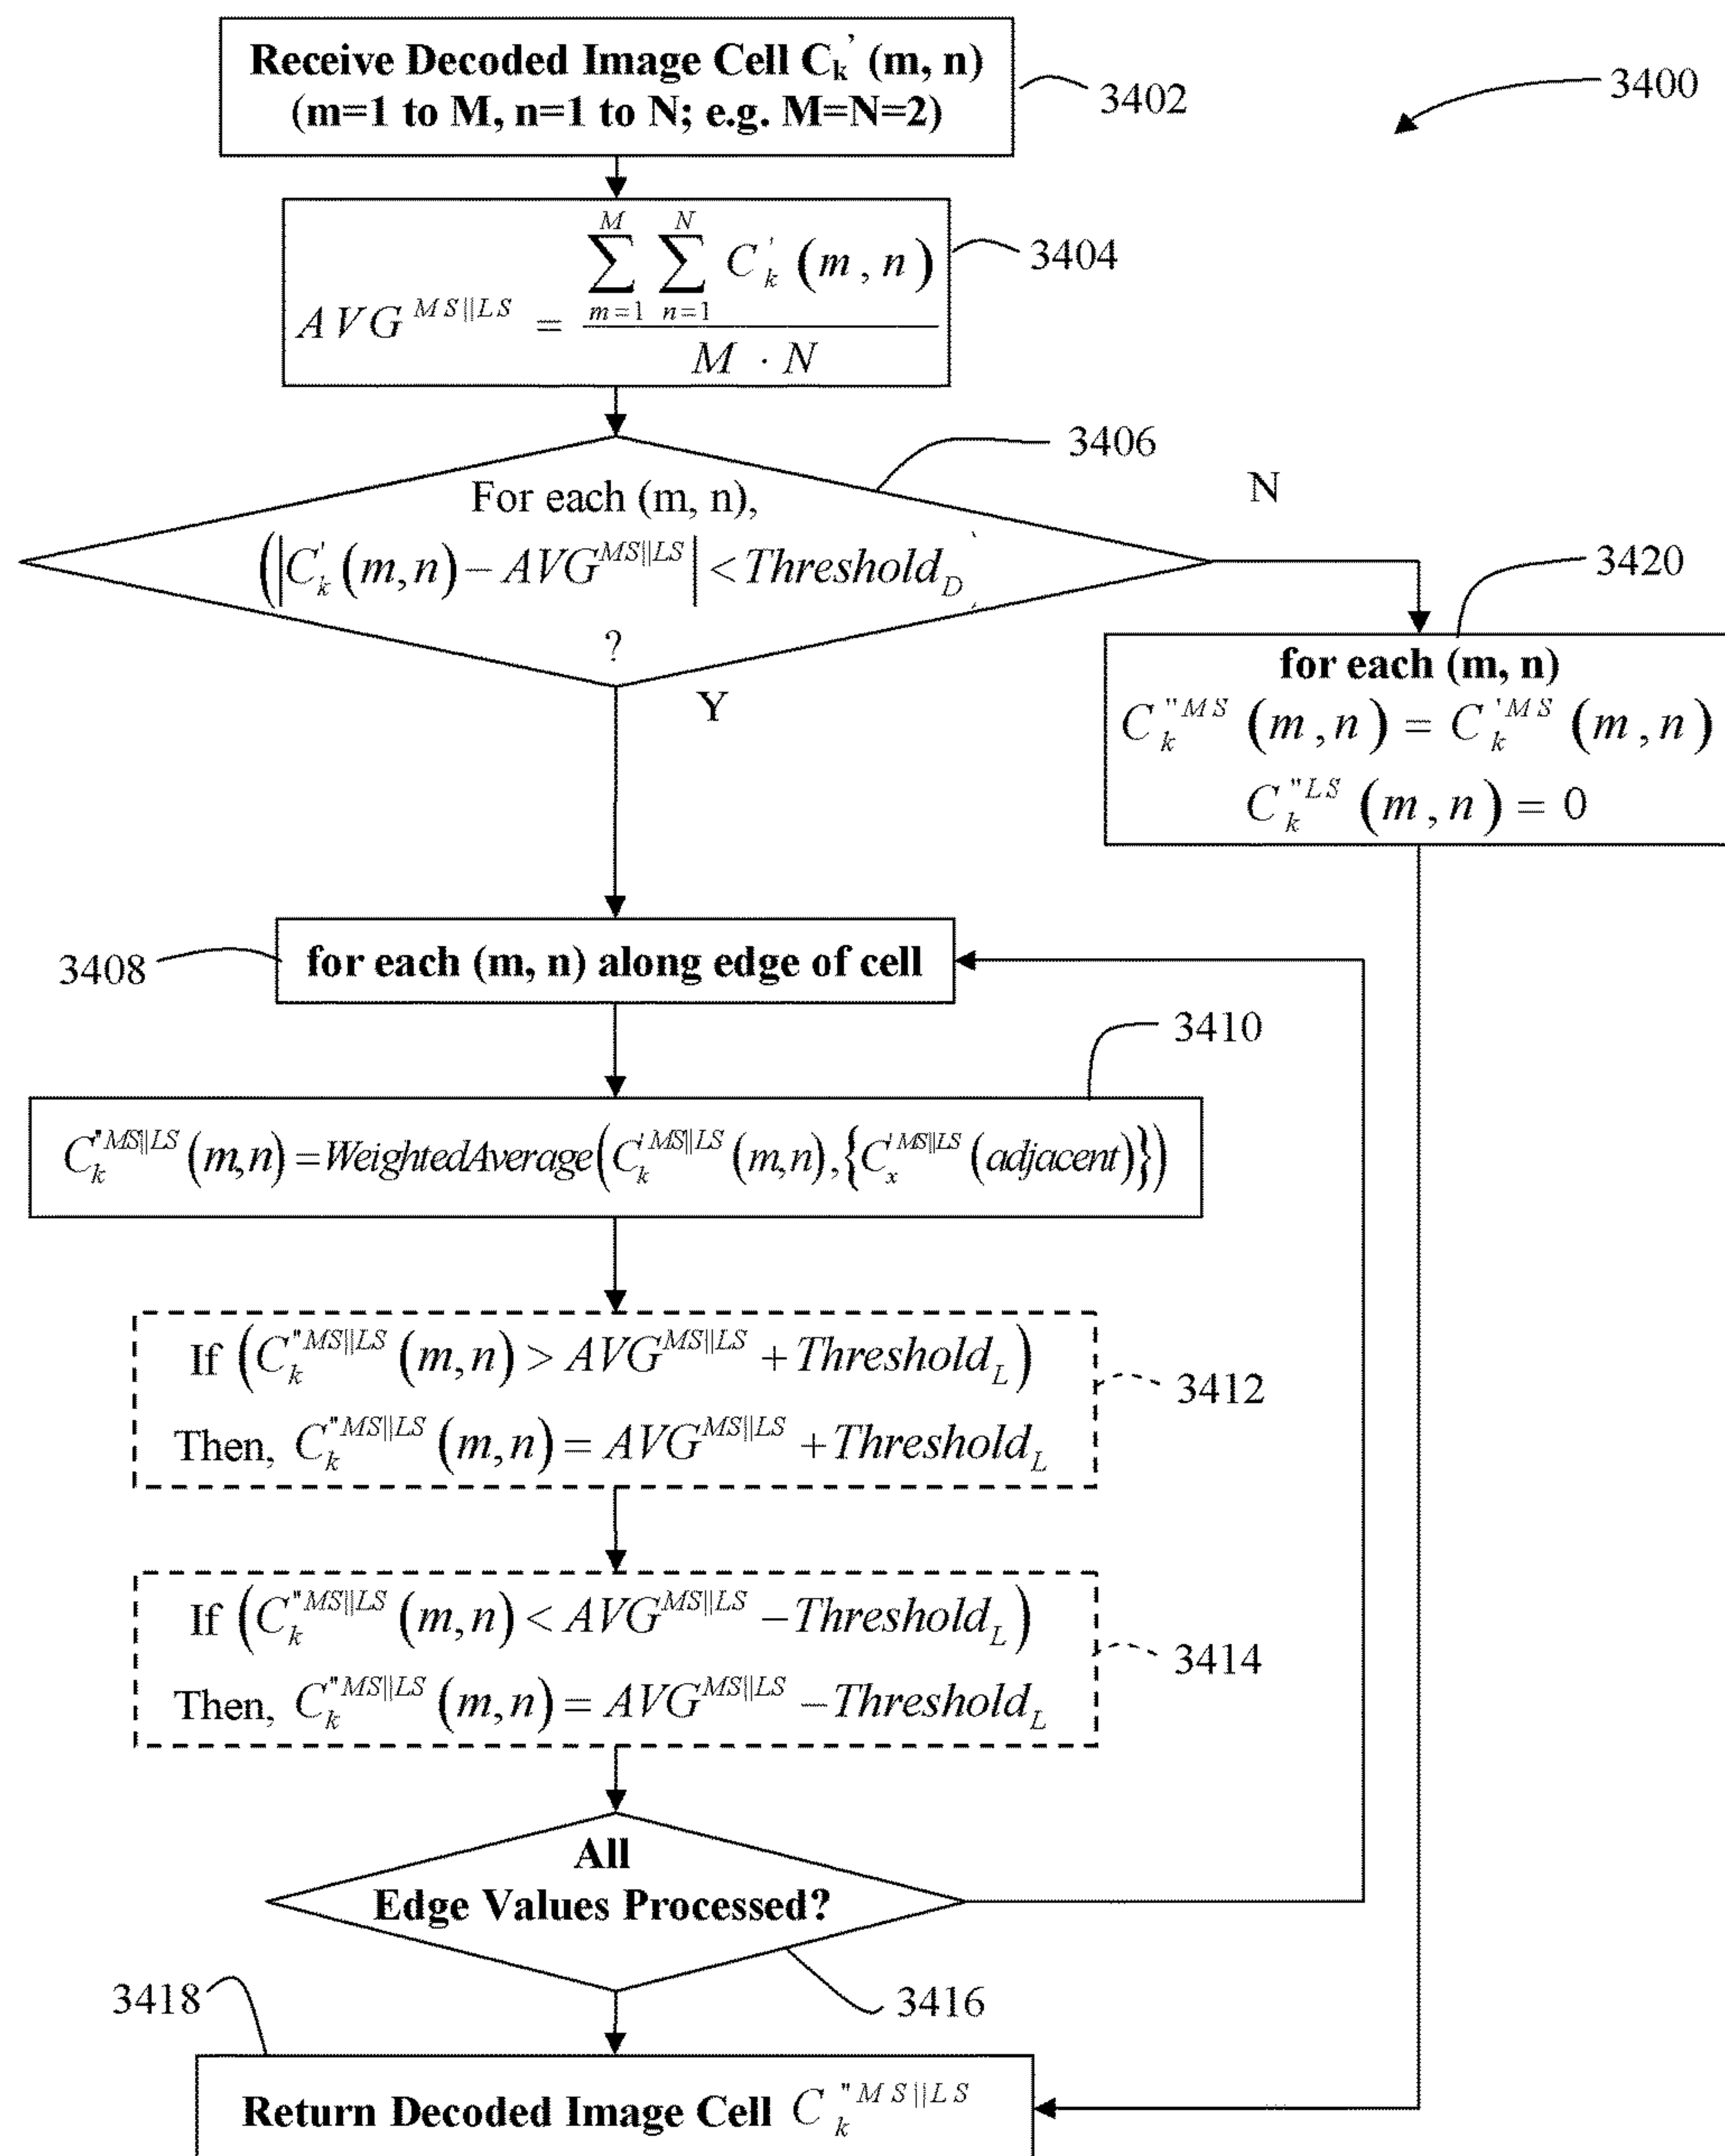 Receive Decoded Image Cell Cₖ' (m, n)
(m=1 to M, n=1 to N; e.g. M=N=2)
3402
3400
AVG^{MS||LS} = \frac{\sum_{m=1}^{M} \sum_{n=1}^{N} C_k^{'} (m, n)}{M · N}
3404
3406
For each (m, n),
(|C_k^{'} (m,n) − AVG^{MS||LS}| < Threshold_D)
?
N
Y
3420
for each (m, n)
C_k^{''MS} (m, n) = C_k^{'MS} (m, n)
C_k^{''LS} (m, n) = 0
3408
for each (m, n) along edge of cell
3410
C_k^{''MS||LS} (m,n) = WeightedAverage(C_k^{'MS||LS} (m,n), {C_x^{'MS||LS} (adjacent)})
If (C_k^{''MS||LS} (m,n) > AVG^{MS||LS} + Threshold_L)
Then, C_k^{''MS||LS} (m,n) = AVG^{MS||LS} + Threshold_L
3412
If (C_k^{''MS||LS} (m,n) < AVG^{MS||LS} − Threshold_L)
Then, C_k^{''MS||LS} (m,n) = AVG^{MS||LS} − Threshold_L
3414
All
Edge Values Processed?
3416
3418
Return Decoded Image Cell C_k^{''MS||LS}